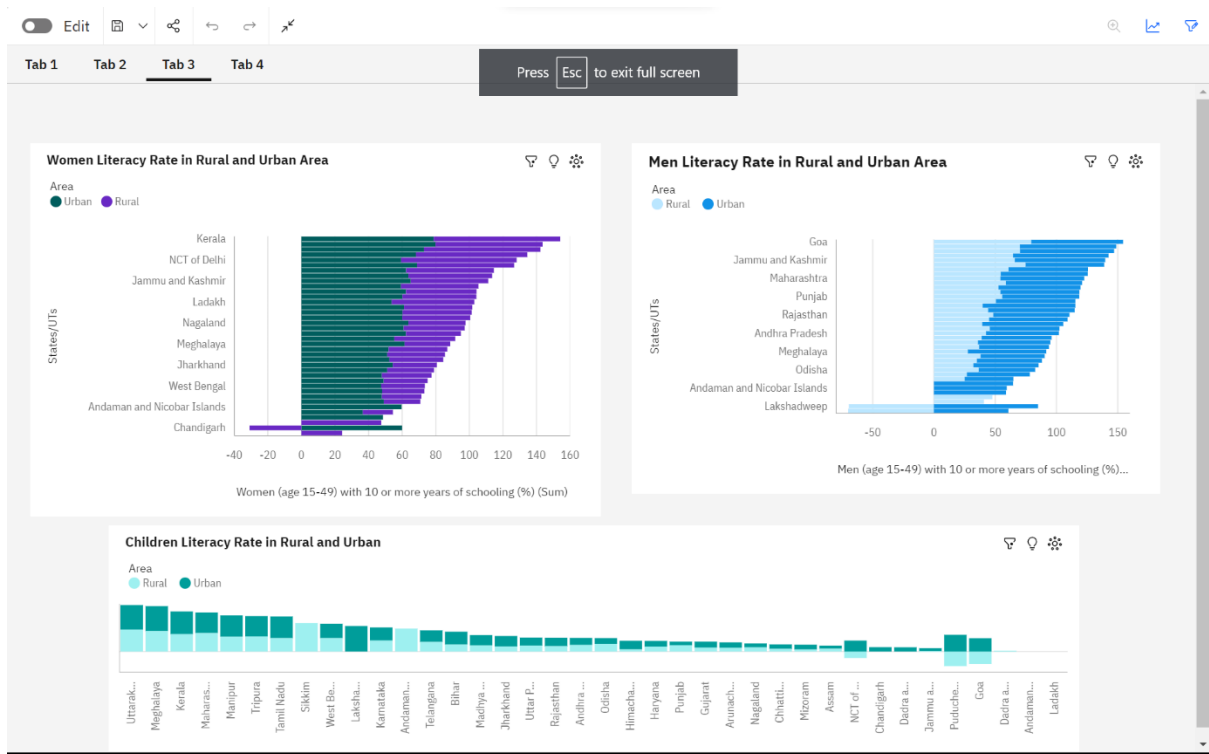 Edit
Tab 1 Tab 2 Tab 3 Tab 4
Press Esc to exit full screen
Women Literacy Rate in Rural and Urban Area
Area
Urban Rural
States/UTs
Kerala
NCT of Delhi
Jammu and Kashmir
Ladakh
Nagaland
Meghalaya
Jharkhand
West Bengal
Andaman and Nicobar Islands
Chandigarh
-40 -20 0 20 40 60 80 100 120 140 160
Women (age 15-49) with 10 or more years of schooling (%) (Sum)
Men Literacy Rate in Rural and Urban Area
Area
Rural Urban
States/UTs
Goa
Jammu and Kashmir
Maharashtra
Punjab
Rajasthan
Andhra Pradesh
Meghalaya
Odisha
Andaman and Nicobar Islands
Lakshadweep
-50 0 50 100 150
Men (age 15-49) with 10 or more years of schooling (%)...
Children Literacy Rate in Rural and Urban
Area
Rural Urban
Uttarak...
Meghalaya
Kerala
Maharas...
Manipur
Tripura
Tamil Nadu
Sikkim
West Be...
Laksha...
Karnataka
Andaman...
Telangana
Bihar
Madhya ...
Jharkhand
Uttar P...
Rajasthan
Andhra ...
Odisha
Himacha...
Haryana
Punjab
Gujarat
Arunach...
Nagaland
Chhatti...
Mizoram
Assam
NCT of ...
Chandigarh
Dadra a...
Jammu a...
Puduche...
Goa
Dadra a...
Andaman...
Ladakh